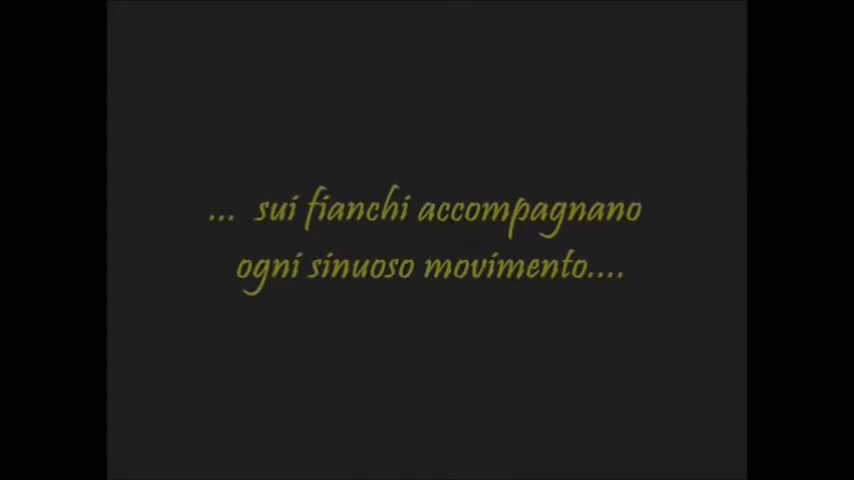 ... sui fianchi accompagnano
ogni sinuoso movimento....